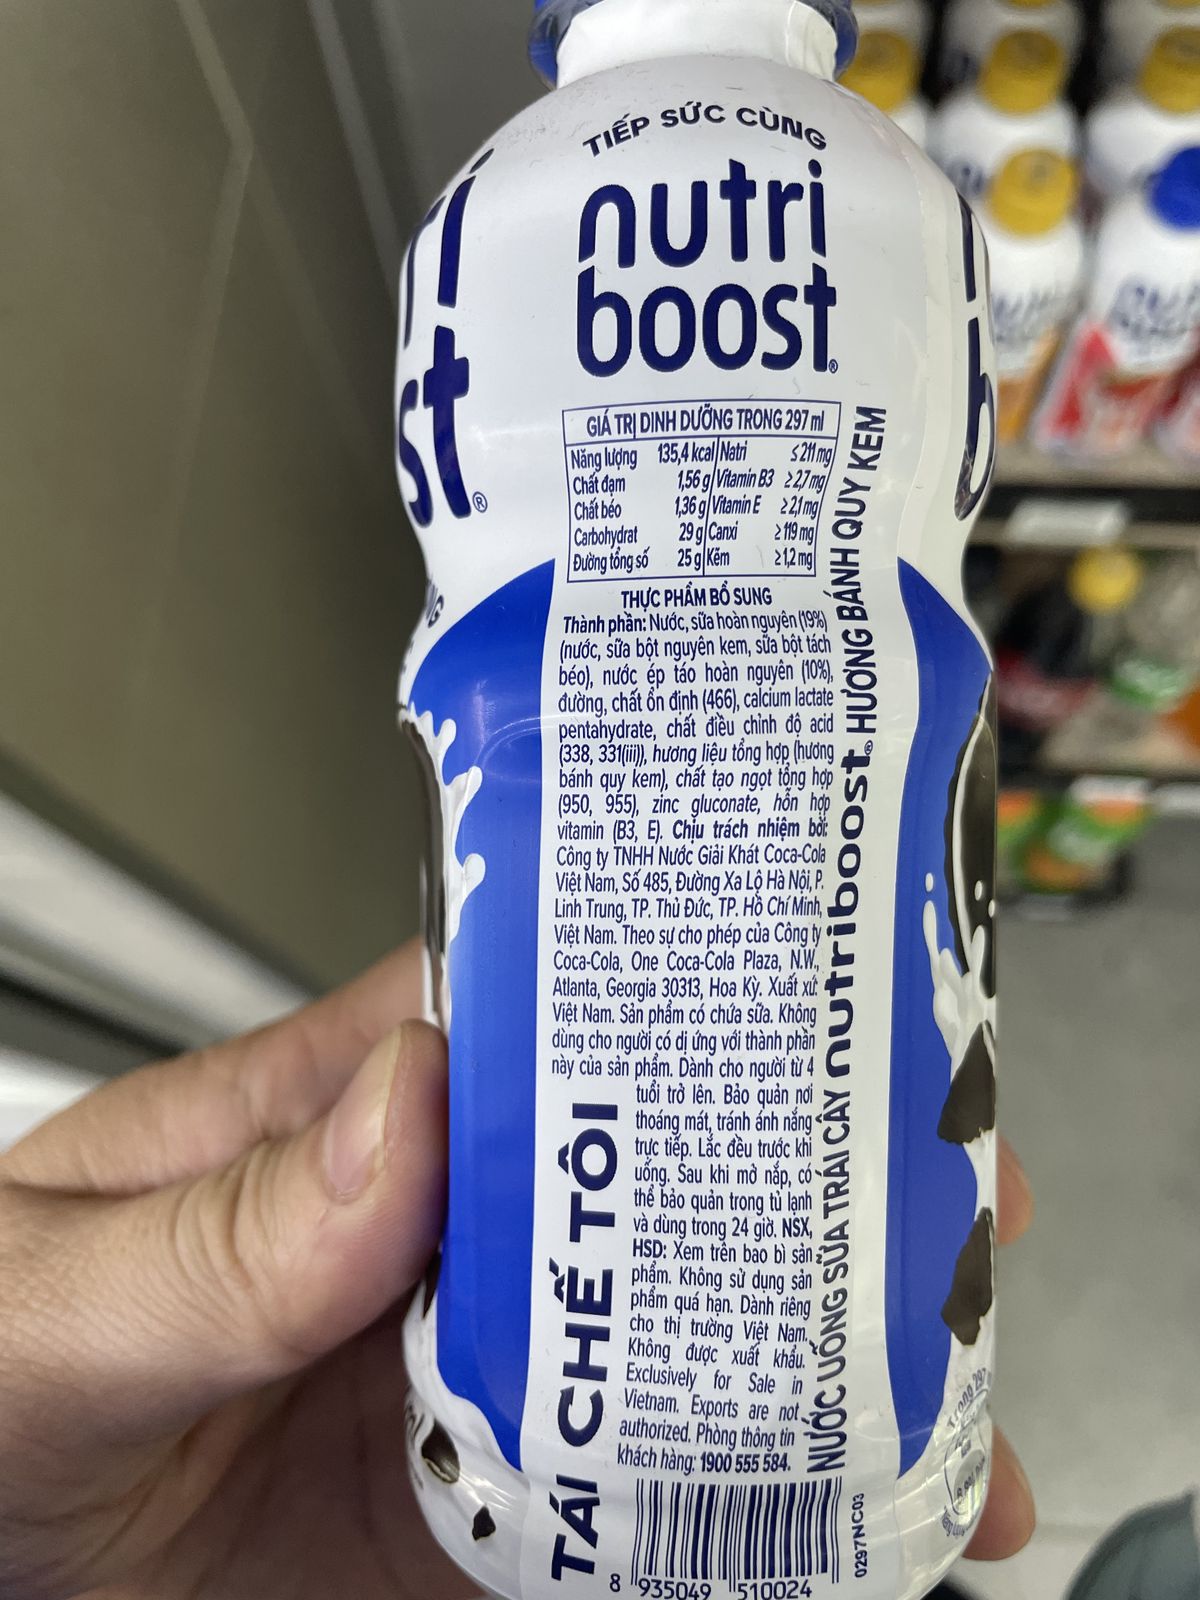 TIẾP SỨC CÙNG
nutri
boost®
GIÁ TRỊ DINH DƯỠNG TRONG 297 ml
Năng lượng 135,4 kcal Natri ≤ 211 mg
Chất đạm 1,56 g Vitamin B3 ≥ 2,7 mg
Chất béo 1,36 g Vitamin E ≥ 2,1 mg
Carbohydrat 29 g Canxi ≥ 119 mg
Đường tổng số 25 g Kẽm ≥ 1,2 mg
THỰC PHẨM BỔ SUNG
Thành phần: Nước, sữa hoàn nguyên (19%)
(nước, sữa bột nguyên kem, sữa bột tách
béo), nước ép táo hoàn nguyên (10%),
đường, chất ổn định (466), calcium lactate
pentahydrate, chất điều chỉnh độ acid
(338, 331(iii)), hương liệu tổng hợp (hương
bánh quy kem), chất tạo ngọt tổng hợp
(950, 955), zinc gluconate, hỗn hợp
vitamin (B3, E). Chịu trách nhiệm bởi:
Công ty TNHH Nước Giải Khát Coca-Cola
Việt Nam, Số 485, Đường Xa Lộ Hà Nội, P.
Linh Trung, TP. Thủ Đức, TP. Hồ Chí Minh,
Việt Nam. Theo sự cho phép của Công ty
Coca-Cola, One Coca-Cola Plaza, N.W.,
Atlanta, Georgia 30313, Hoa Kỳ. Xuất xứ:
Việt Nam. Sản phẩm có chứa sữa. Không
dùng cho người có dị ứng với thành phần
này của sản phẩm. Dành cho người từ 4
tuổi trở lên. Bảo quản nơi
thoáng mát, tránh ánh nắng
trực tiếp. Lắc đều trước khi
uống. Sau khi mở nắp, có
thể bảo quản trong tủ lạnh
và dùng trong 24 giờ. NSX,
HSD: Xem trên bao bì sản
phẩm. Không sử dụng sản
phẩm quá hạn. Dành riêng
cho thị trường Việt Nam.
Không được xuất khẩu.
Exclusively for Sale in
Vietnam. Exports are not
authorized. Phòng thông tin
khách hàng: 1900 555 584.
TÁI CHẾ TÔI
NƯỚC UỐNG SỮA TRÁI CÂY nutriboost® HƯƠNG BÁNH QUY KEM
8 935049 510024
0297NC03
st®